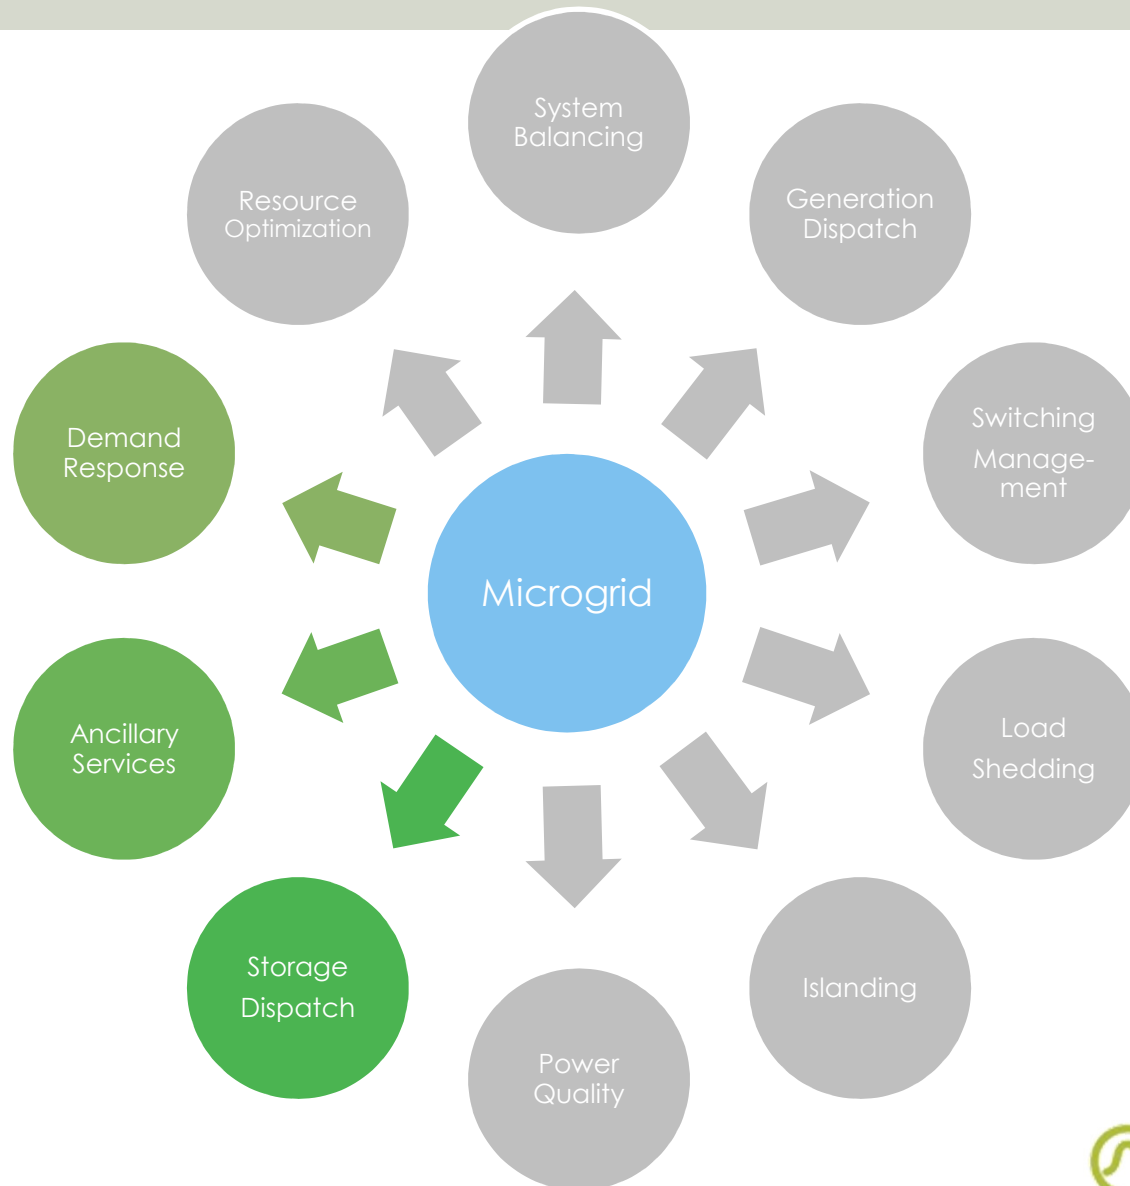 System
Balancing
Generation
Dispatch
Switching
Manage-
ment
Load
Shedding
Islanding
Power
Quality
Storage
Dispatch
Ancillary
Services
Demand
Response
Resource
Optimization
Microgrid